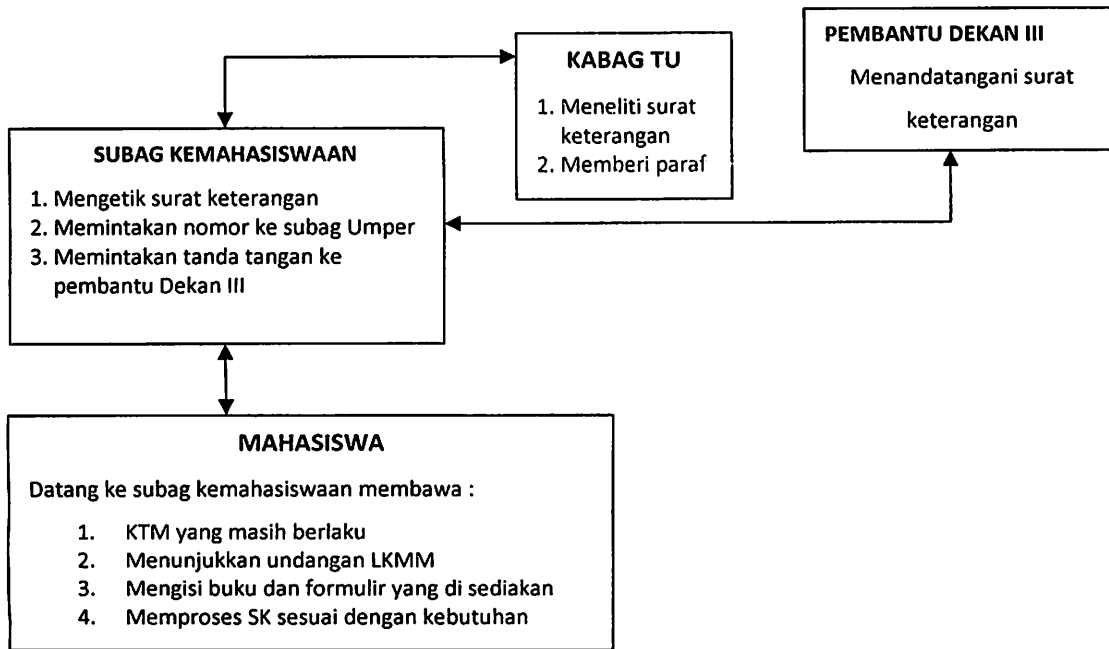 KABAG TU
1. Meneliti surat
keterangan
2. Memberi paraf
PEMBANTU DEKAN III
Menandatangani surat
keterangan
SUBAG KEMAHASISWAAN
1. Mengetik surat keterangan
2. Memintakan nomor ke subag Umper
3. Memintakan tanda tangan ke
pembantu Dekan III
MAHASISWA
Datang ke subag kemahasiswaan membawa :
1. KTM yang masih berlaku
2. Menunjukkan undangan LKMM
3. Mengisi buku dan formulir yang di sediakan
4. Memproses SK sesuai dengan kebutuhan